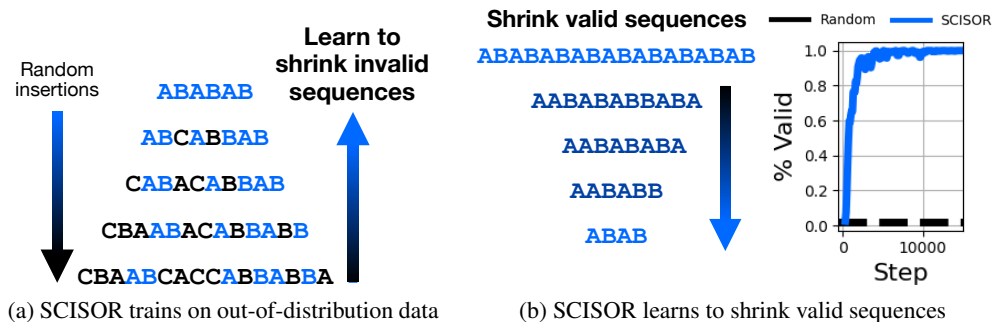 Random
insertions
Learn to
shrink invalid
sequences
ABABAB
ABCABBAB
CABACABBAB
CBAABACABBABB
CBAABCACCABBABBA
(a) SCISOR trains on out-of-distribution data
Shrink valid sequences
ABABABABABABABABAB
AABABABBABA
AABABABA
AABABB
ABAB
Random
SCISOR
% Valid
1.0
0.8
0.6
0.4
0.2
0.0
0
10000
Step
(b) SCISOR learns to shrink valid sequences